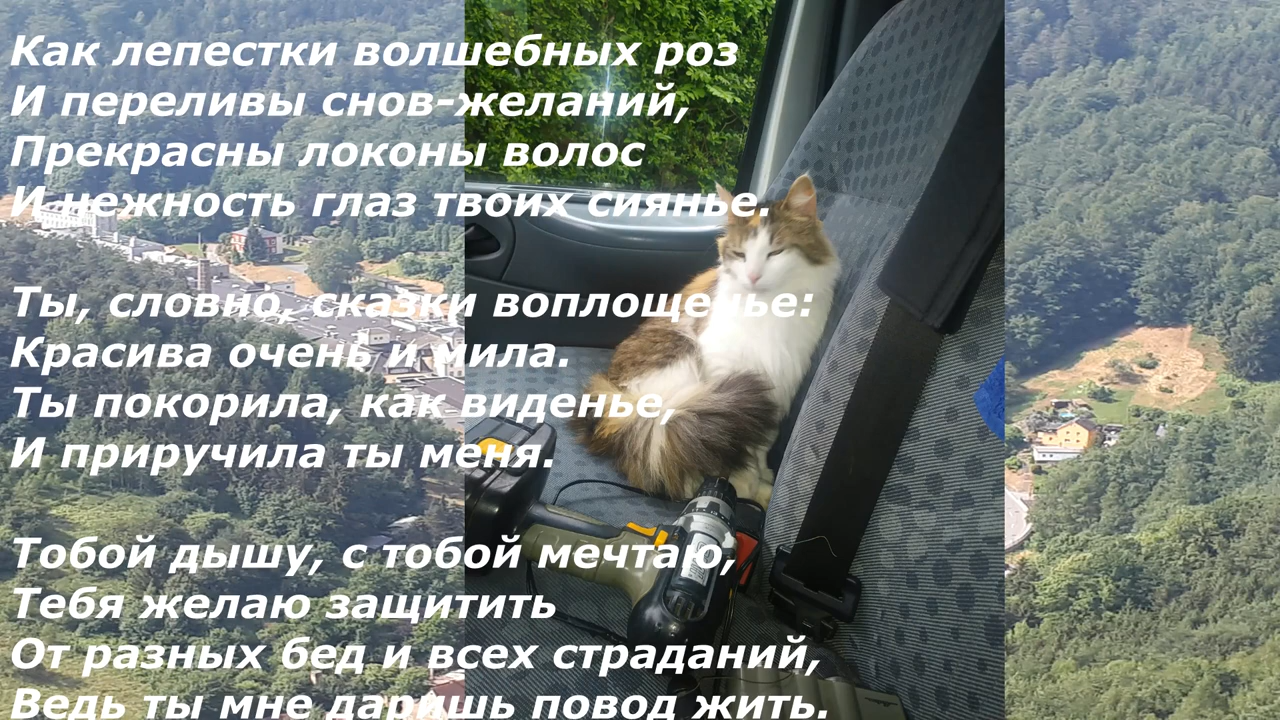 Как лепестки волшебных роз
И переливы снов-желаний,
Прекрасны локоны волос
И нежность глаз твоих сиянье.
Ты, словно, сказки воплощенье:
Красива очень и мила.
Ты покорила, как виденье,
И приручила ты меня.
Тобой дышу, с тобой мечтаю,
Тебя желаю защитить
От разных бед и всех страданий,
Ведь ты мне даришь повод жить.